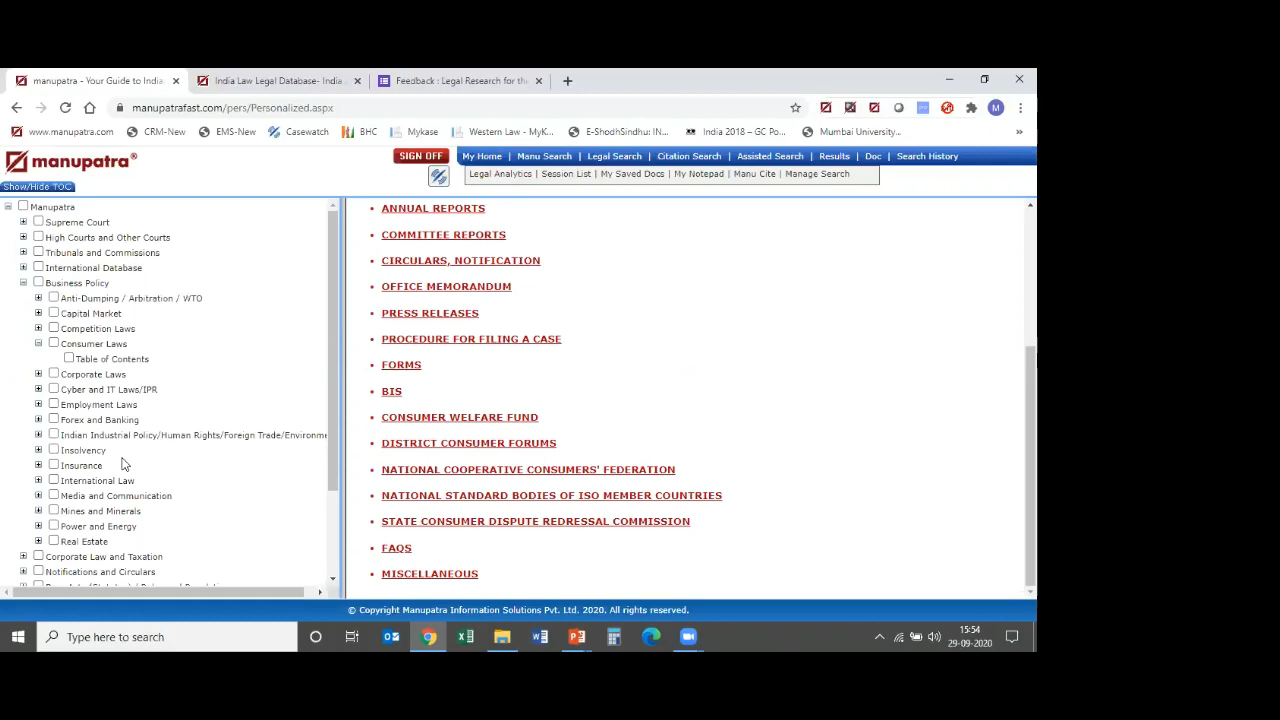 manupatra - Your Guide to India
India Law Legal Database- India
Feedback : Legal Research for the
manupatrafast.com/pers/Personalized.aspx
www.manupatra.com
CRM-New
EMS-New
Casewatch
BHC
Mykase
Western Law - MyK...
E-ShodhSindhu: IN...
India 2018 – GC Po...
Mumbai University...
manupatra®
SIGN OFF
My Home | Manu Search | Legal Search | Citation Search | Assisted Search | Results | Doc | Search History
Legal Analytics | Session List | My Saved Docs | My Notepad | Manu Cite | Manage Search
Show/Hide TOC
Manupatra
Supreme Court
High Courts and Other Courts
Tribunals and Commissions
International Database
Business Policy
Anti-Dumping / Arbitration / WTO
Capital Market
Competition Laws
Consumer Laws
Table of Contents
Corporate Laws
Cyber and IT Laws/IPR
Employment Laws
Forex and Banking
Indian Industrial Policy/Human Rights/Foreign Trade/Environme
Insolvency
Insurance
International Law
Media and Communication
Mines and Minerals
Power and Energy
Real Estate
Corporate Law and Taxation
Notifications and Circulars
ANNUAL REPORTS
COMMITTEE REPORTS
CIRCULARS, NOTIFICATION
OFFICE MEMORANDUM
PRESS RELEASES
PROCEDURE FOR FILING A CASE
FORMS
BIS
CONSUMER WELFARE FUND
DISTRICT CONSUMER FORUMS
NATIONAL COOPERATIVE CONSUMERS' FEDERATION
NATIONAL STANDARD BODIES OF ISO MEMBER COUNTRIES
STATE CONSUMER DISPUTE REDRESSAL COMMISSION
FAQS
MISCELLANEOUS
© Copyright Manupatra Information Solutions Pvt. Ltd. 2020. All rights reserved.
Type here to search
15:54
29-09-2020